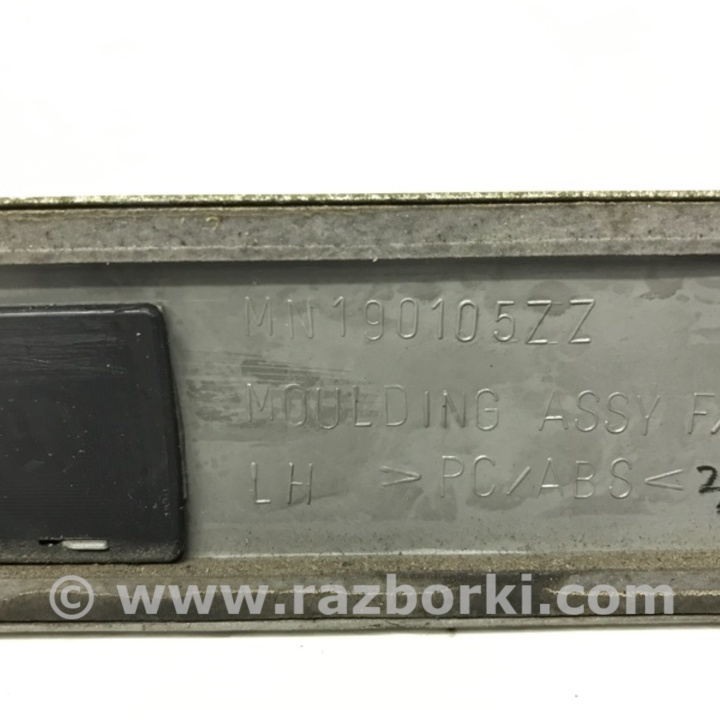 MN190105ZZ
MOULDING ASSY
LH >PC/ABS<
© www.razborki.com